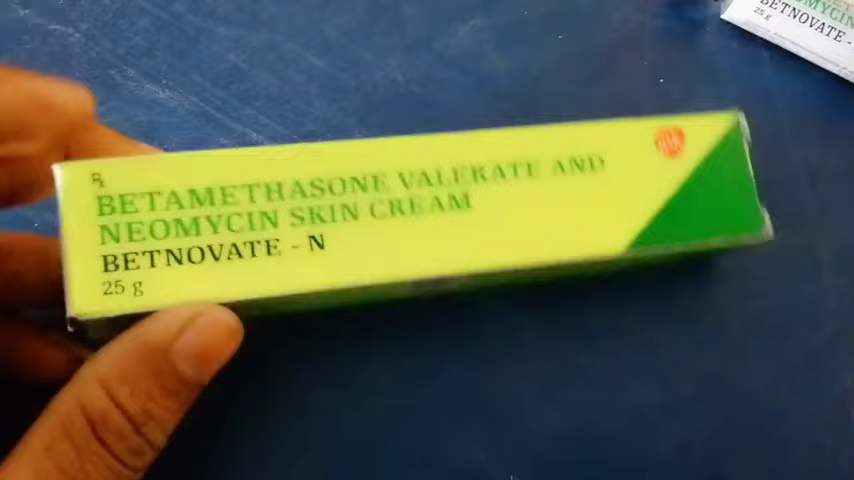 ℞
BETAMETHASONE VALERATE AND
NEOMYCIN SKIN CREAM
BETNOVATE - N
25 g
BETNOVATE -
25 g